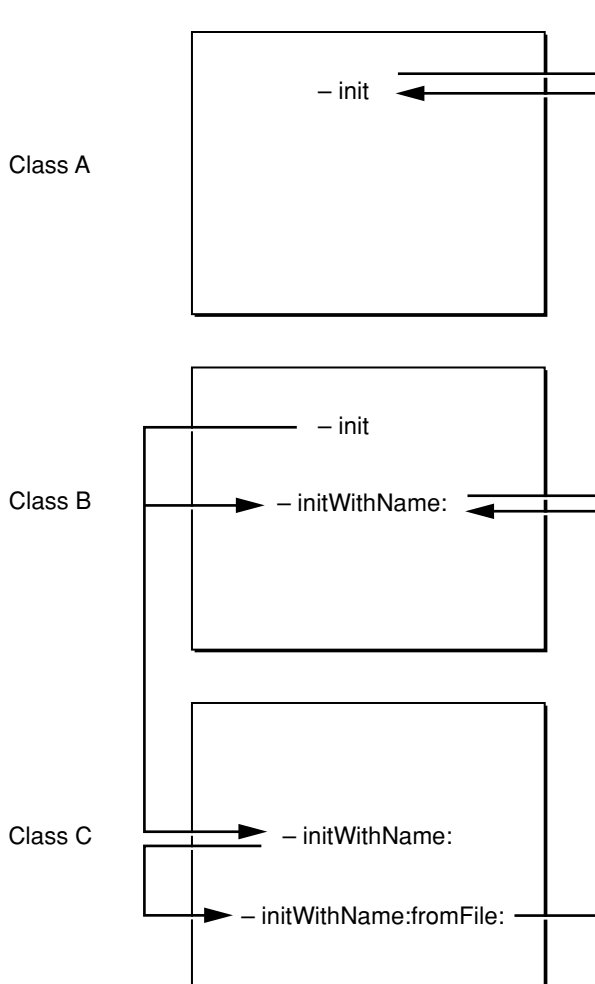 – init
Class A
– init
Class B
– initWithName:
Class C
– initWithName:
– initWithName:fromFile: